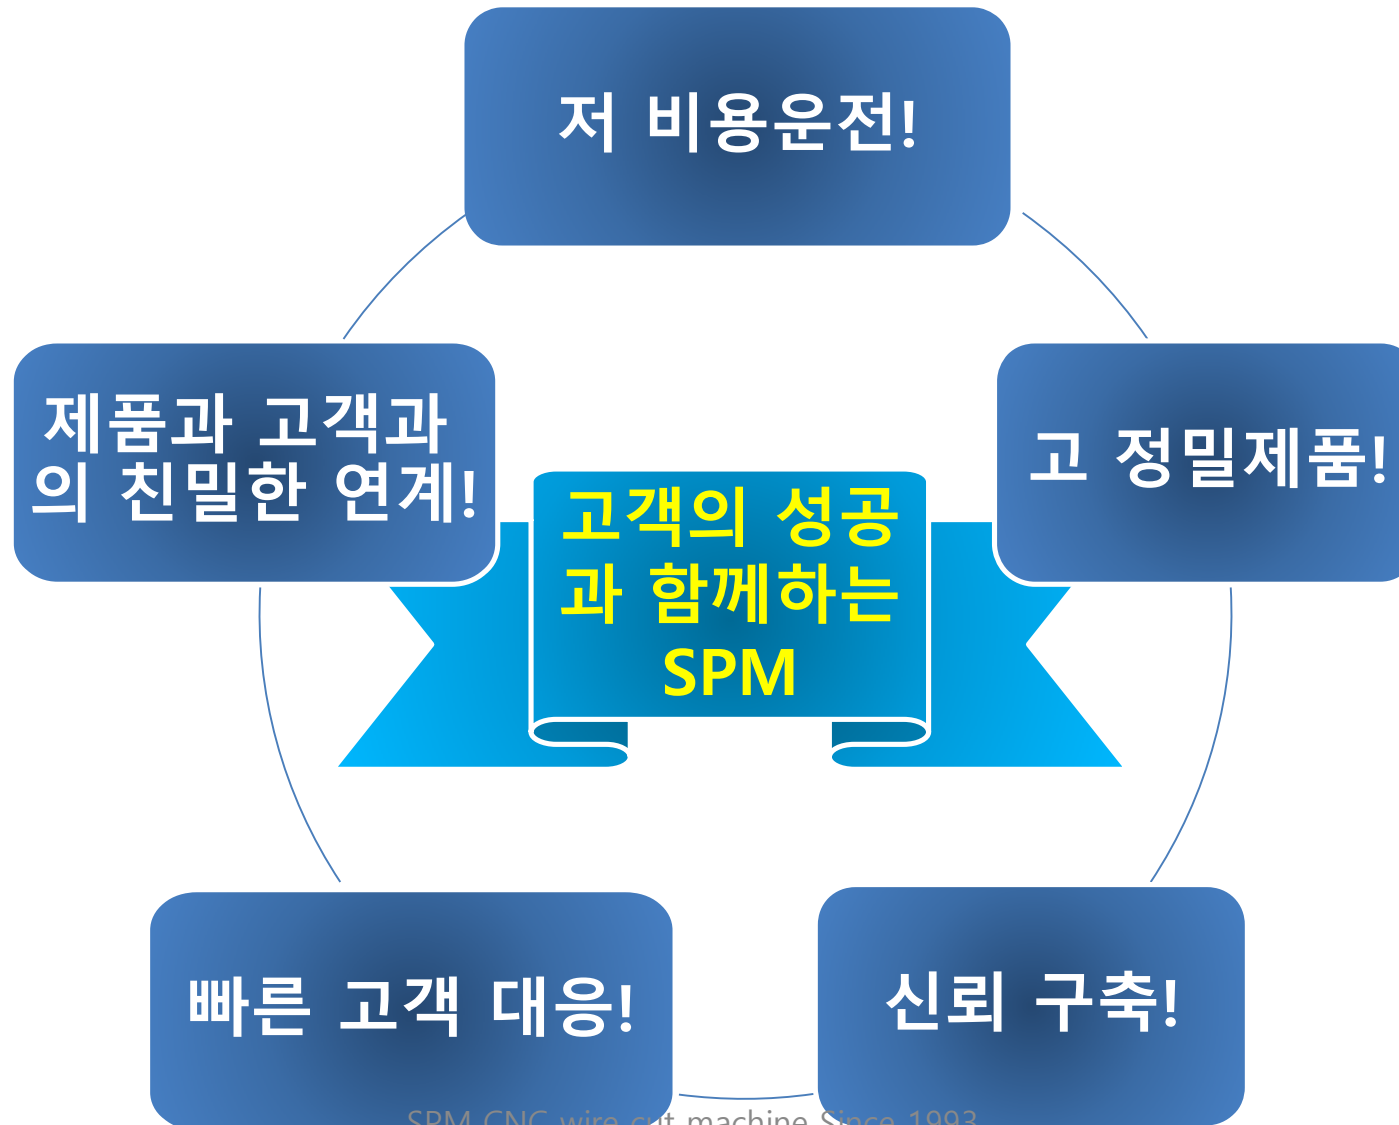 저 비용운전!
제품과 고객과
의 친밀한 연계!
고 정밀제품!
고객의 성공
과 함께하는
SPM
빠른 고객 대응!
신뢰 구축!
SPM CNC wire cut machine Since 1993